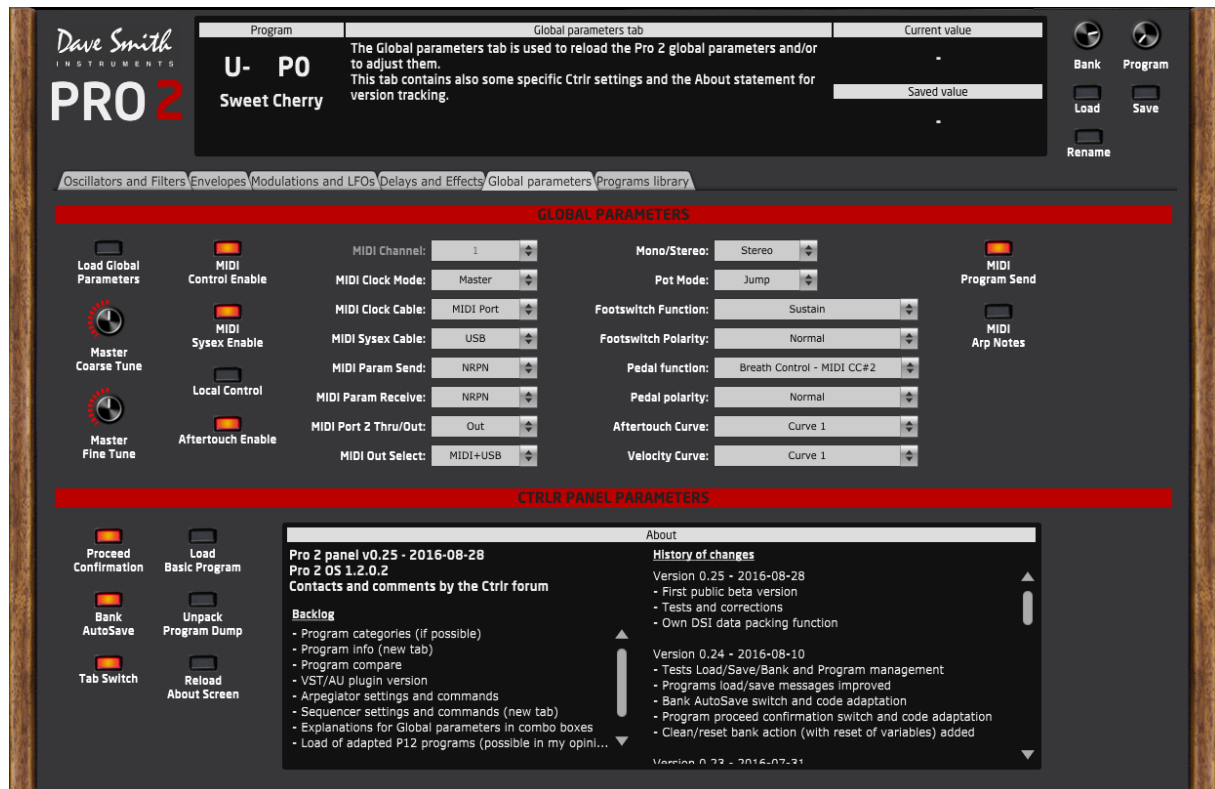 Dave Smith
INSTRUMENTS
PRO 2
Program
U- P0
Sweet Cherry
Global parameters tab
The Global parameters tab is used to reload the Pro 2 global parameters and/or
to adjust them.
This tab contains also some specific Ctrlr settings and the About statement for
version tracking.
Current value
-
Saved value
-
Bank
Program
Load
Save
Rename
Oscillators and Filters
Envelopes
Modulations and LFOs
Delays and Effects
Global parameters
Programs library
GLOBAL PARAMETERS
Load Global
Parameters
Master
Coarse Tune
Master
Fine Tune
MIDI
Control Enable
MIDI
Sysex Enable
Local Control
Aftertouch Enable
MIDI Channel: 1
MIDI Clock Mode: Master
MIDI Clock Cable: MIDI Port
MIDI Sysex Cable: USB
MIDI Param Send: NRPN
MIDI Param Receive: NRPN
MIDI Port 2 Thru/Out: Out
MIDI Out Select: MIDI+USB
Mono/Stereo: Stereo
Pot Mode: Jump
Footswitch Function: Sustain
Footswitch Polarity: Normal
Pedal function: Breath Control - MIDI CC#2
Pedal polarity: Normal
Aftertouch Curve: Curve 1
Velocity Curve: Curve 1
MIDI
Program Send
MIDI
Arp Notes
CTRLR PANEL PARAMETERS
Proceed
Confirmation
Bank
AutoSave
Tab Switch
Load
Basic Program
Unpack
Program Dump
Reload
About Screen
About
Pro 2 panel v0.25 - 2016-08-28
Pro 2 OS 1.2.0.2
Contacts and comments by the Ctrlr forum
Backlog
- Program categories (if possible)
- Program info (new tab)
- Program compare
- VST/AU plugin version
- Arpegiator settings and commands
- Sequencer settings and commands (new tab)
- Explanations for Global parameters in combo boxes
- Load of adapted P12 programs (possible in my opini...
History of changes
Version 0.25 - 2016-08-28
- First public beta version
- Tests and corrections
- Own DSI data packing function
Version 0.24 - 2016-08-10
- Tests Load/Save/Bank and Program management
- Programs load/save messages improved
- Bank AutoSave switch and code adaptation
- Program proceed confirmation switch and code adaptation
- Clean/reset bank action (with reset of variables) added
Version 0.23 - 2016-07-31